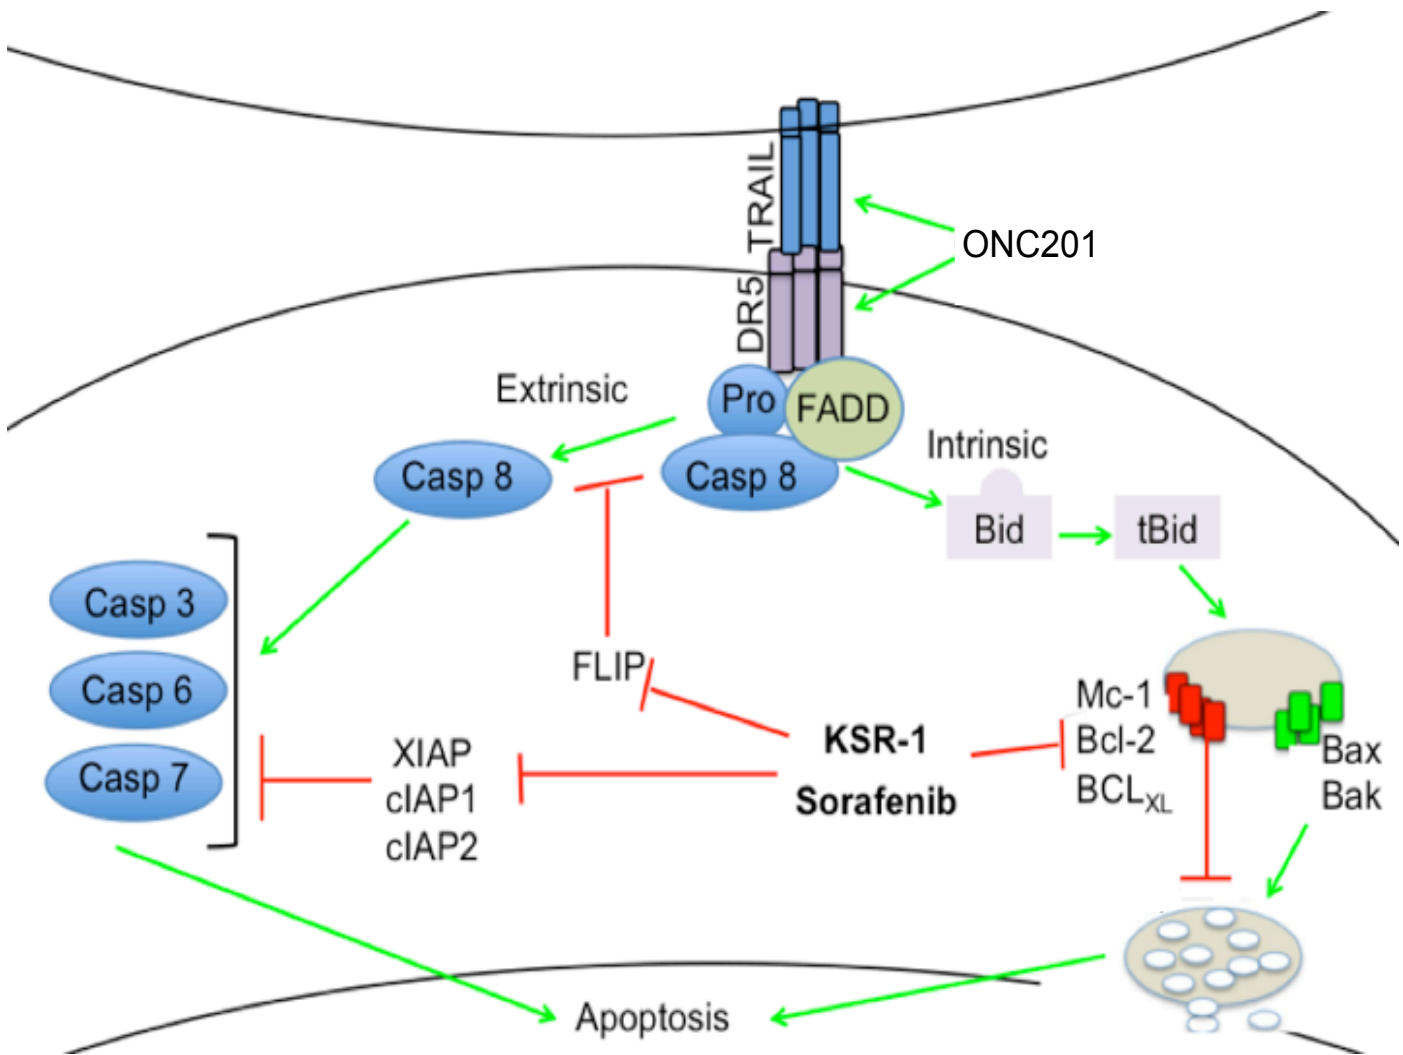 TRAIL
ONC201
DR5
Extrinsic
Pro
FADD
Intrinsic
Casp 8
Casp 8
Bid
tBid
Casp 3
Casp 6
Casp 7
FLIP
XIAP
cIAP1
cIAP2
KSR-1
Sorafenib
Mc-1
Bcl-2
BCLXL
Bax
Bak
Apoptosis